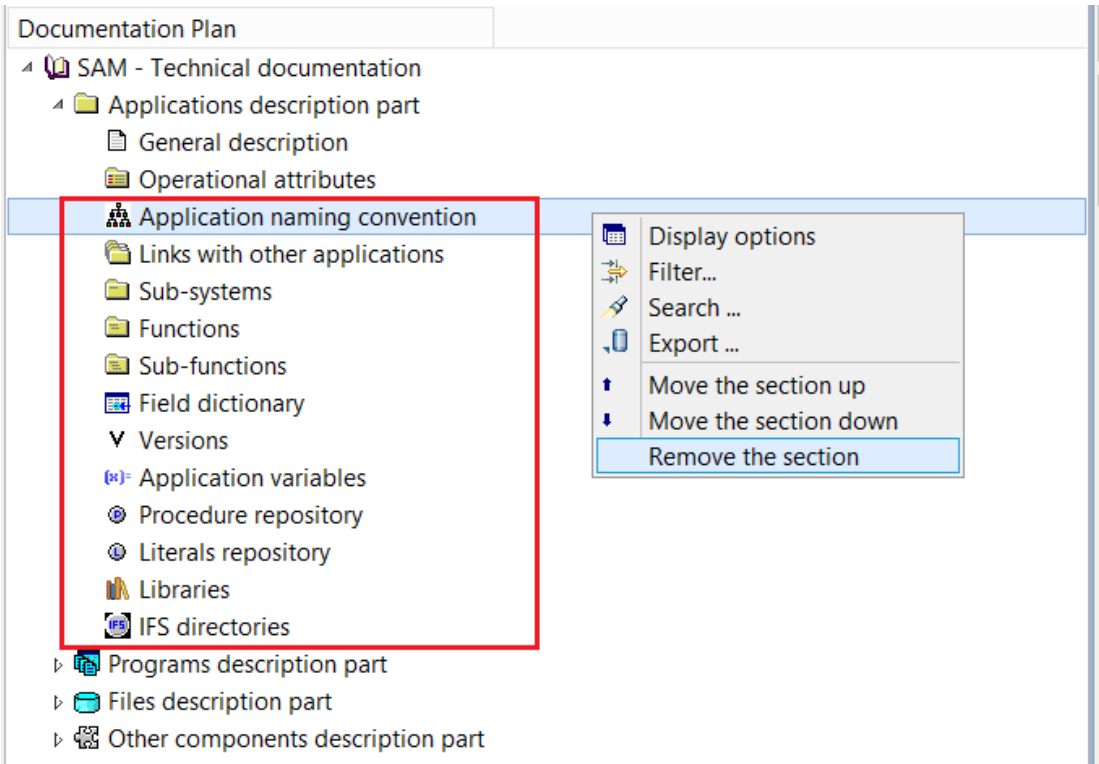 Documentation Plan
SAM - Technical documentation
Applications description part
General description
Operational attributes
Application naming convention
Links with other applications
Sub-systems
Functions
Sub-functions
Field dictionary
Versions
Application variables
Procedure repository
Literals repository
Libraries
IFS directories
Programs description part
Files description part
Other components description part
Display options
Filter...
Search ...
Export ...
Move the section up
Move the section down
Remove the section